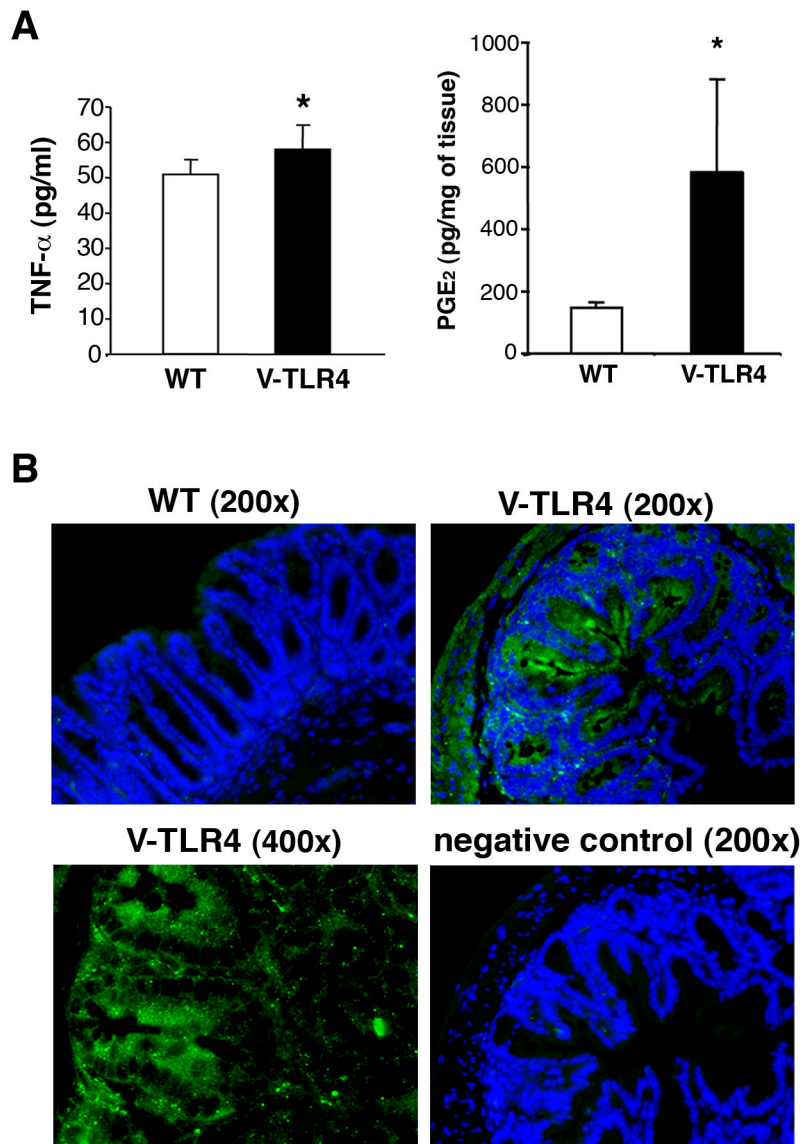 A
TNF-α (pg/ml)
70
60
50
40
30
20
10
0
*
WT
V-TLR4
PGE2 (pg/mg of tissue)
1000
800
600
400
200
0
*
WT
V-TLR4
B
WT (200x)
V-TLR4 (200x)
V-TLR4 (400x)
negative control (200x)